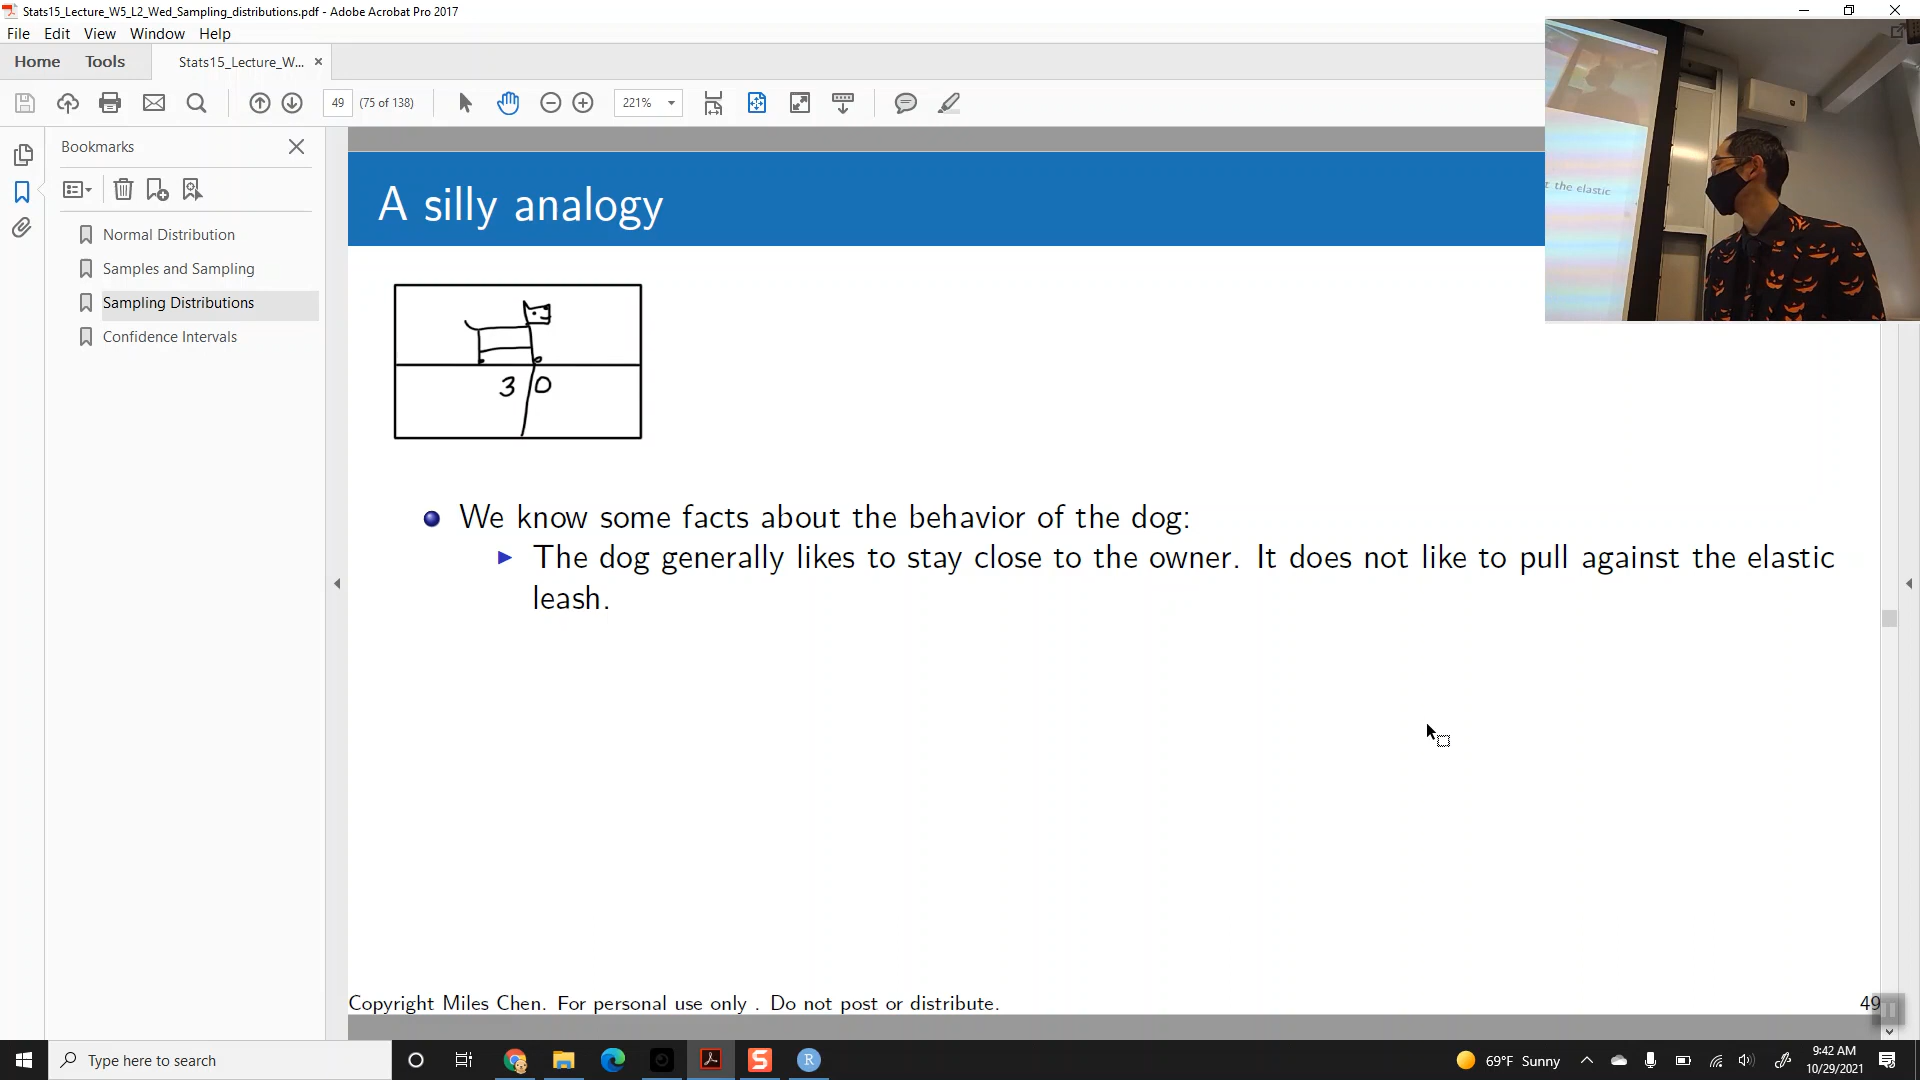 Stats15_Lecture_W5_L2_Wed_Sampling_distributions.pdf - Adobe Acrobat Pro 2017
File Edit View Window Help
Home Tools Stats15_Lecture_W... ×
49 (75 of 138) 221%
Bookmarks
Normal Distribution
Samples and Sampling
Sampling Distributions
Confidence Intervals
A silly analogy
t the elastic
3 0
We know some facts about the behavior of the dog:
The dog generally likes to stay close to the owner. It does not like to pull against the elastic
leash.
Copyright Miles Chen. For personal use only . Do not post or distribute.
49
Type here to search
S
R
69°F Sunny
9:42 AM
10/29/2021